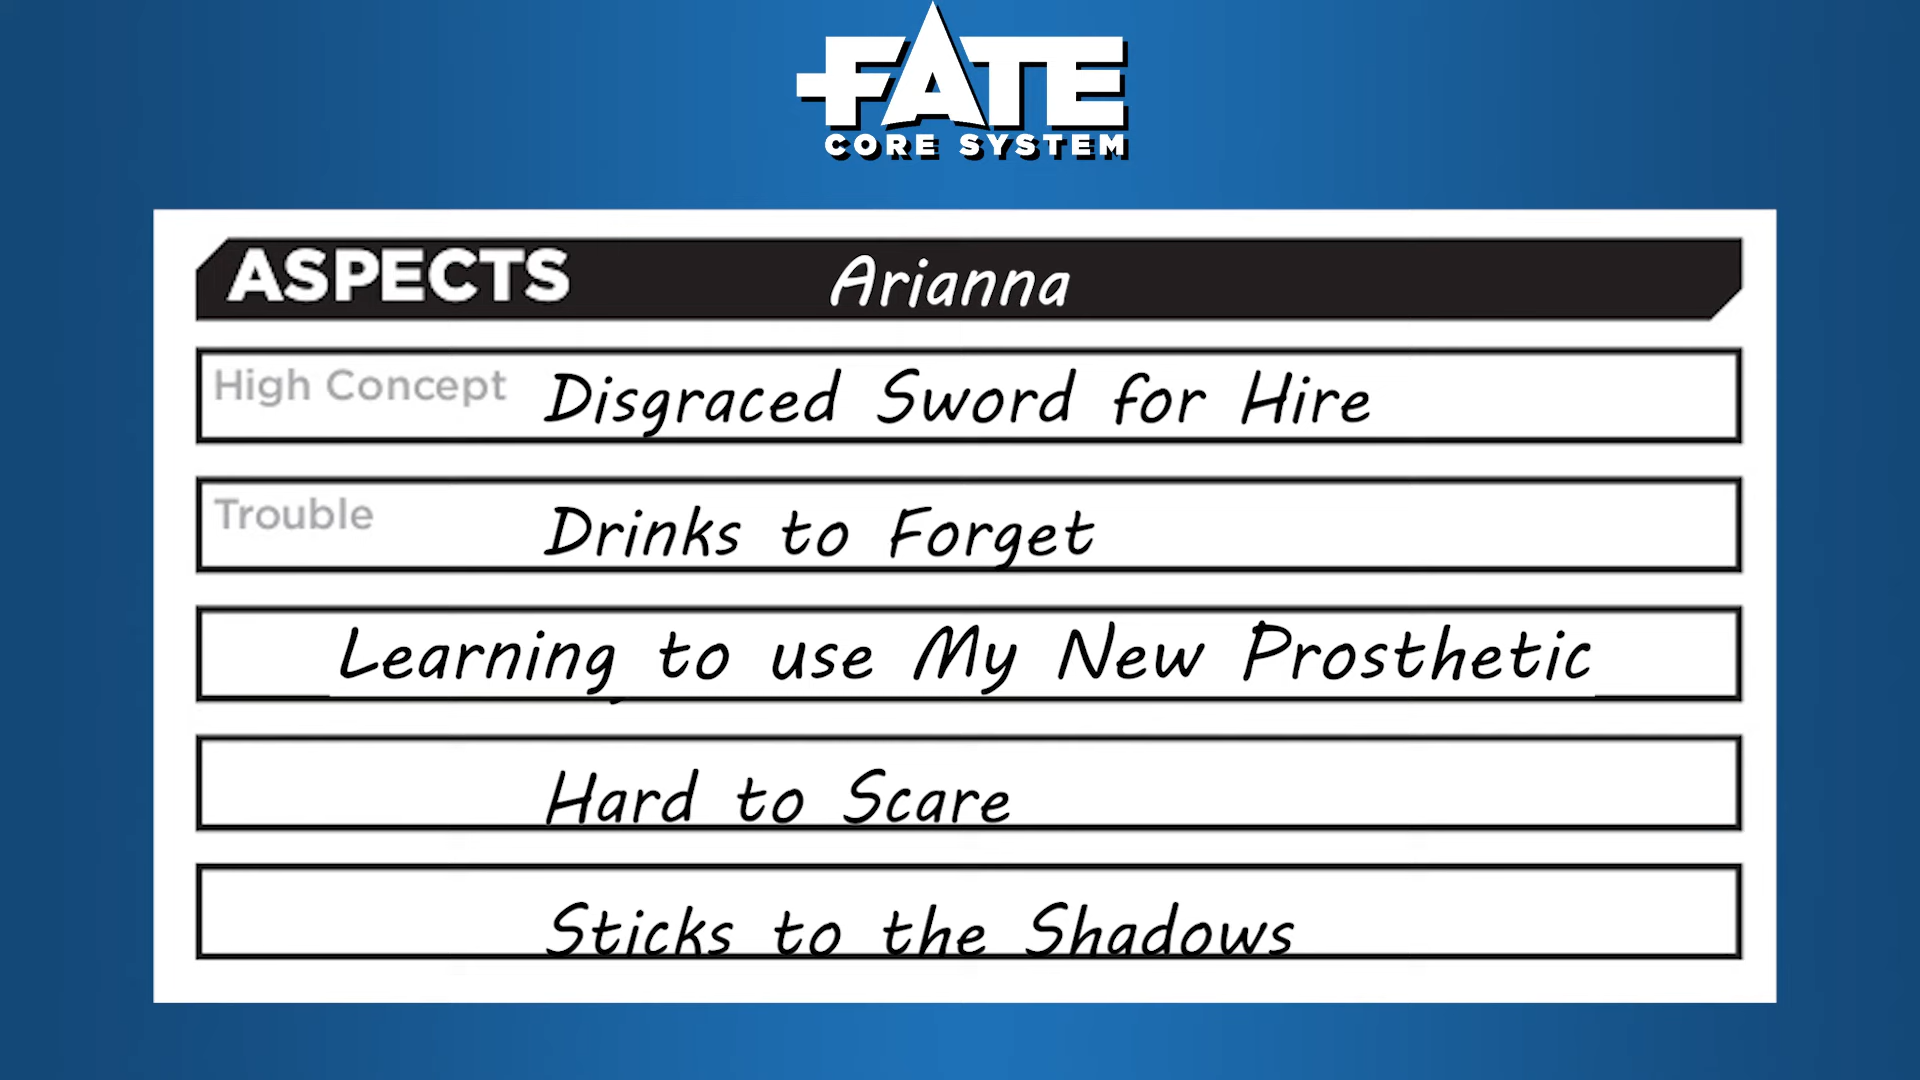 FATE
CORE SYSTEM
ASPECTS Arianna
High Concept Disgraced Sword for Hire
Trouble Drinks to Forget
Learning to use My New Prosthetic
Hard to Scare
Sticks to the Shadows